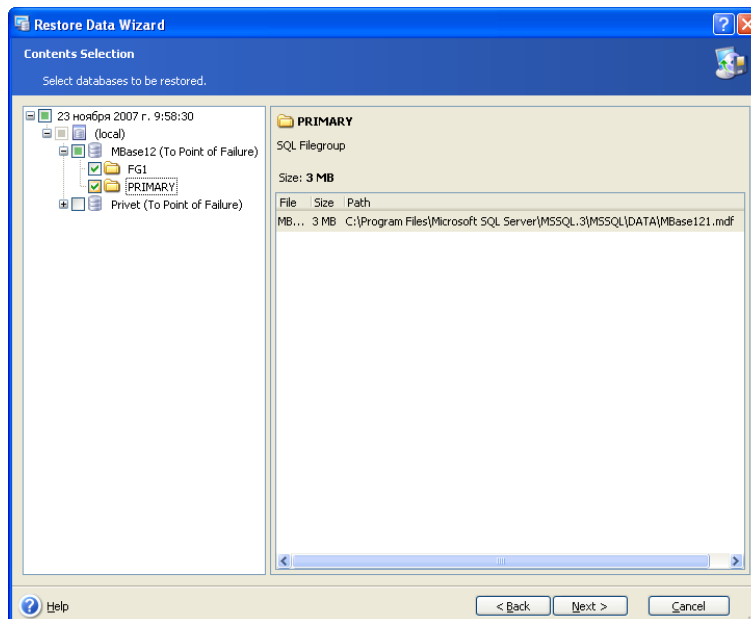 Restore Data Wizard
Contents Selection
Select databases to be restored.
23 ноября 2007 г. 9:58:30
(local)
MBase12 (To Point of Failure)
FG1
PRIMARY
Privet (To Point of Failure)
PRIMARY
SQL Filegroup
Size: 3 MB
File Size Path
MB... 3 MB C:\Program Files\Microsoft SQL Server\MSSQL.3\MSSQL\DATA\MBase121.mdf
Help
< Back Next > Cancel